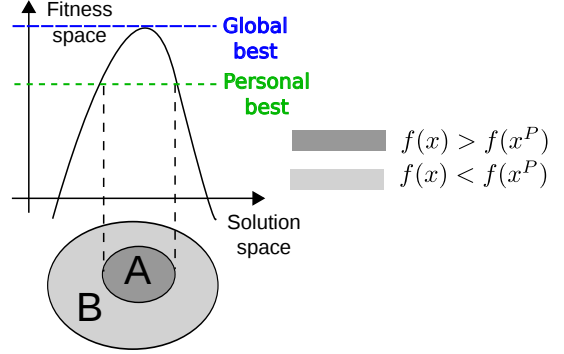 Fitness
space
Global
best
Personal
best
f(x) > f(x^P)
f(x) < f(x^P)
Solution
space
A
B